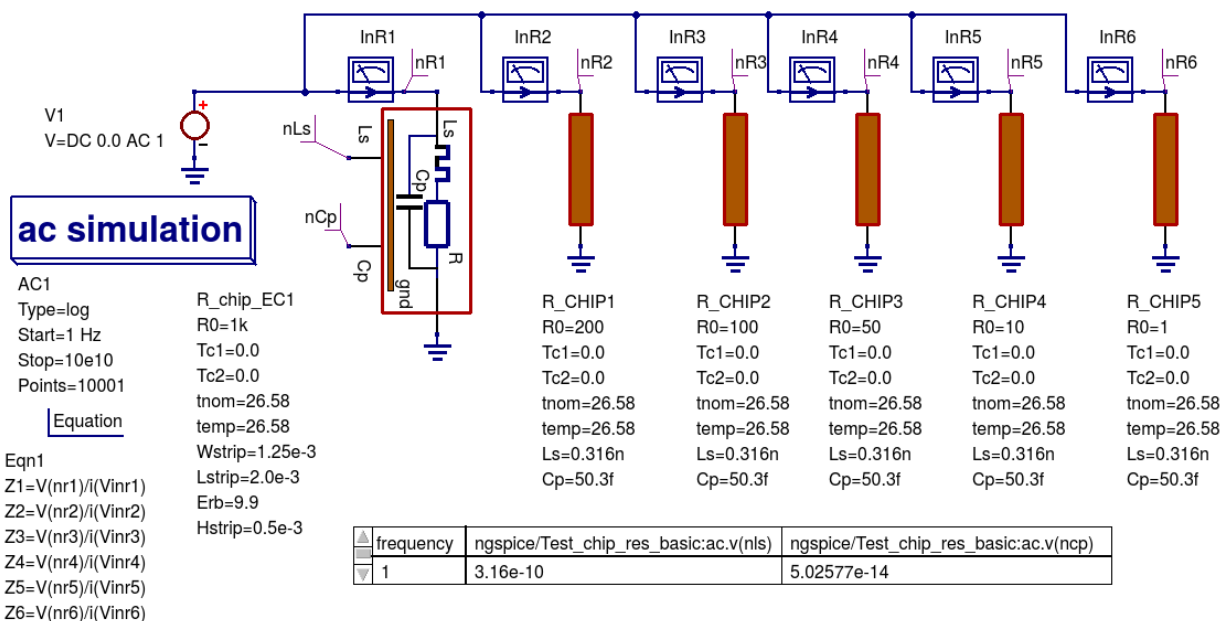 InR1
InR2
InR3
InR4
InR5
InR6
nR1
nR2
nR3
nR4
nR5
nR6
V1
V=DC 0.0 AC 1
+
-
nLs
nCp
Ls
Cp
Ls
Cp
R
gnd
ac simulation
AC1
Type=log
Start=1 Hz
Stop=10e10
Points=10001
Equation
Eqn1
Z1=V(nr1)/i(Vinr1)
Z2=V(nr2)/i(Vinr2)
Z3=V(nr3)/i(Vinr3)
Z4=V(nr4)/i(Vinr4)
Z5=V(nr5)/i(Vinr5)
Z6=V(nr6)/i(Vinr6)
R_chip_EC1
R0=1k
Tc1=0.0
Tc2=0.0
tnom=26.58
temp=26.58
Wstrip=1.25e-3
Lstrip=2.0e-3
Erb=9.9
Hstrip=0.5e-3
R_CHIP1
R0=200
Tc1=0.0
Tc2=0.0
tnom=26.58
temp=26.58
Ls=0.316n
Cp=50.3f
R_CHIP2
R0=100
Tc1=0.0
Tc2=0.0
tnom=26.58
temp=26.58
Ls=0.316n
Cp=50.3f
R_CHIP3
R0=50
Tc1=0.0
Tc2=0.0
tnom=26.58
temp=26.58
Ls=0.316n
Cp=50.3f
R_CHIP4
R0=10
Tc1=0.0
Tc2=0.0
tnom=26.58
temp=26.58
Ls=0.316n
Cp=50.3f
R_CHIP5
R0=1
Tc1=0.0
Tc2=0.0
tnom=26.58
temp=26.58
Ls=0.316n
Cp=50.3f
frequency ngspice/Test_chip_res_basic:ac.v(nls) ngspice/Test_chip_res_basic:ac.v(ncp)
1 3.16e-10 5.02577e-14